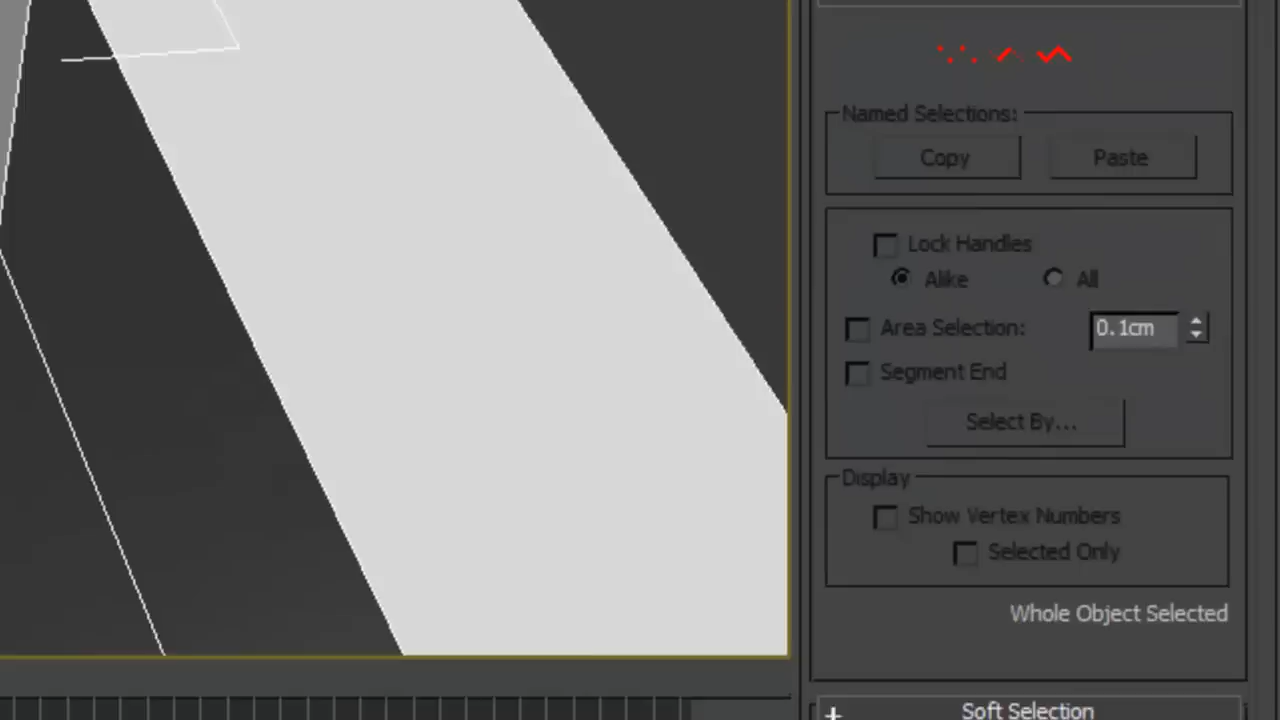 Named Selections:
Copy Paste
Lock Handles
Alike All
Area Selection: 0.1cm
Segment End
Select By...
Display
Show Vertex Numbers
Selected Only
Whole Object Selected
+ Soft Selection